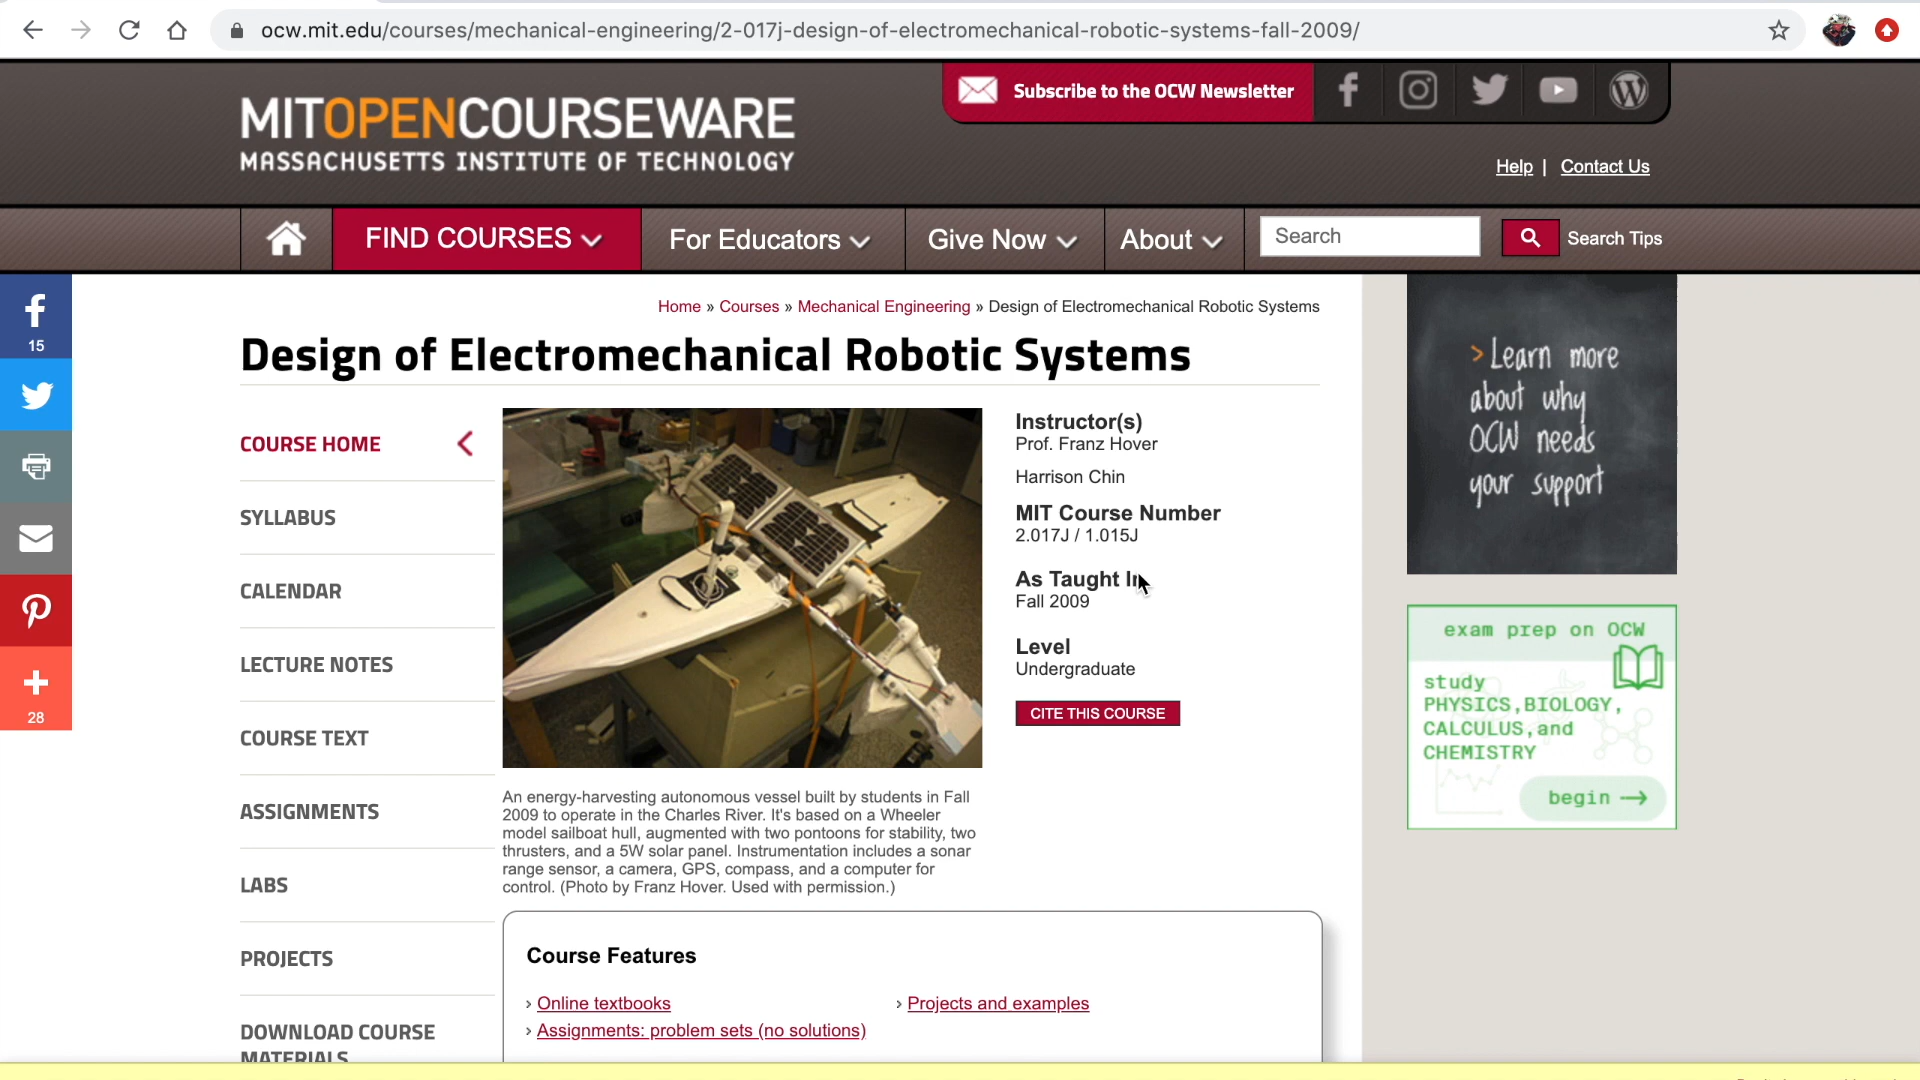 ocw.mit.edu/courses/mechanical-engineering/2-017j-design-of-electromechanical-robotic-systems-fall-2009/
Subscribe to the OCW Newsletter
MITOPENCOURSEWARE
MASSACHUSETTS INSTITUTE OF TECHNOLOGY
Help | Contact Us
FIND COURSES
For Educators
Give Now
About
Search
Search Tips
15
28
Home » Courses » Mechanical Engineering » Design of Electromechanical Robotic Systems
Design of Electromechanical Robotic Systems
COURSE HOME
SYLLABUS
CALENDAR
LECTURE NOTES
COURSE TEXT
ASSIGNMENTS
LABS
PROJECTS
DOWNLOAD COURSE
MATERIALS
An energy-harvesting autonomous vessel built by students in Fall
2009 to operate in the Charles River. It's based on a Wheeler
model sailboat hull, augmented with two pontoons for stability, two
thrusters, and a 5W solar panel. Instrumentation includes a sonar
range sensor, a camera, GPS, compass, and a computer for
control. (Photo by Franz Hover. Used with permission.)
Instructor(s)
Prof. Franz Hover
Harrison Chin
MIT Course Number
2.017J / 1.015J
As Taught In
Fall 2009
Level
Undergraduate
CITE THIS COURSE
Course Features
› Online textbooks
› Assignments: problem sets (no solutions)
› Projects and examples
> Learn more
about why
OCW needs
your support
exam prep on OCW
study
PHYSICS, BIOLOGY,
CALCULUS, and
CHEMISTRY
begin →